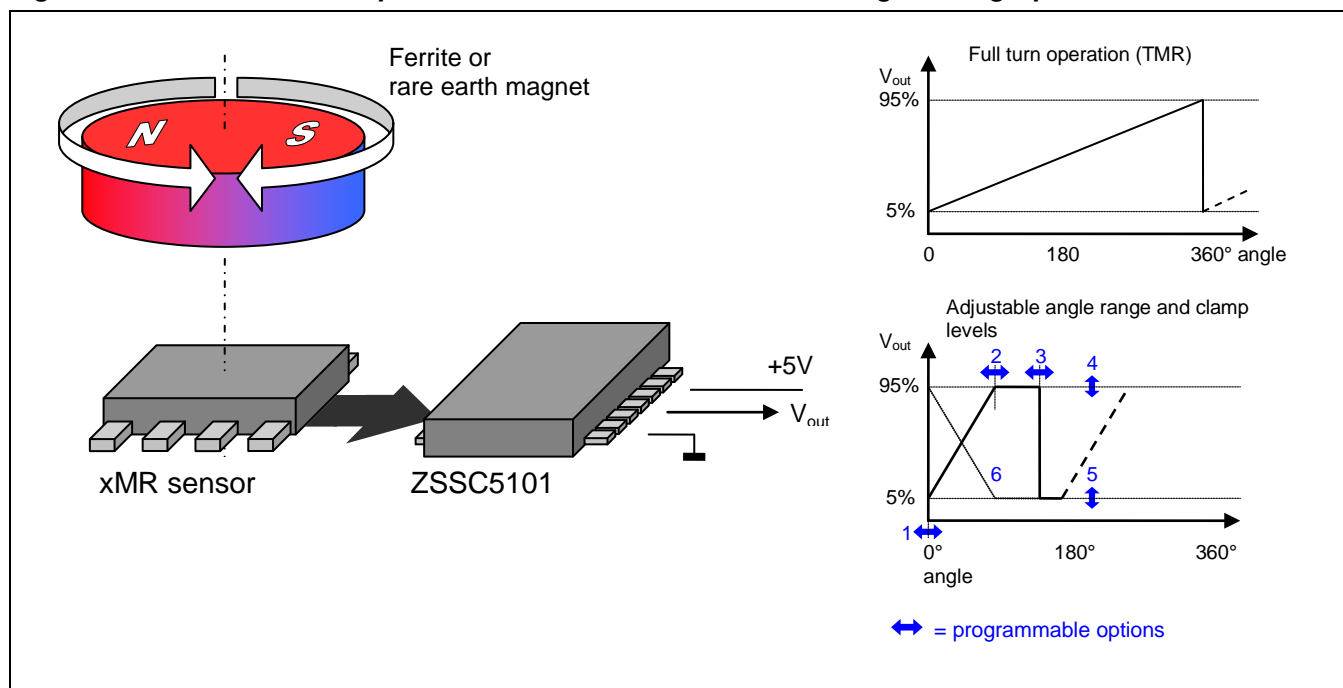 Ferrite or
rare earth magnet
N S
xMR sensor
ZSSC5101
+5V
Vout
Full turn operation (TMR)
Vout
95%
5%
0 180 360° angle
Adjustable angle range and clamp
levels
Vout
2 3 4
95%
6 5
5%
1
0° 180° 360°
angle
= programmable options